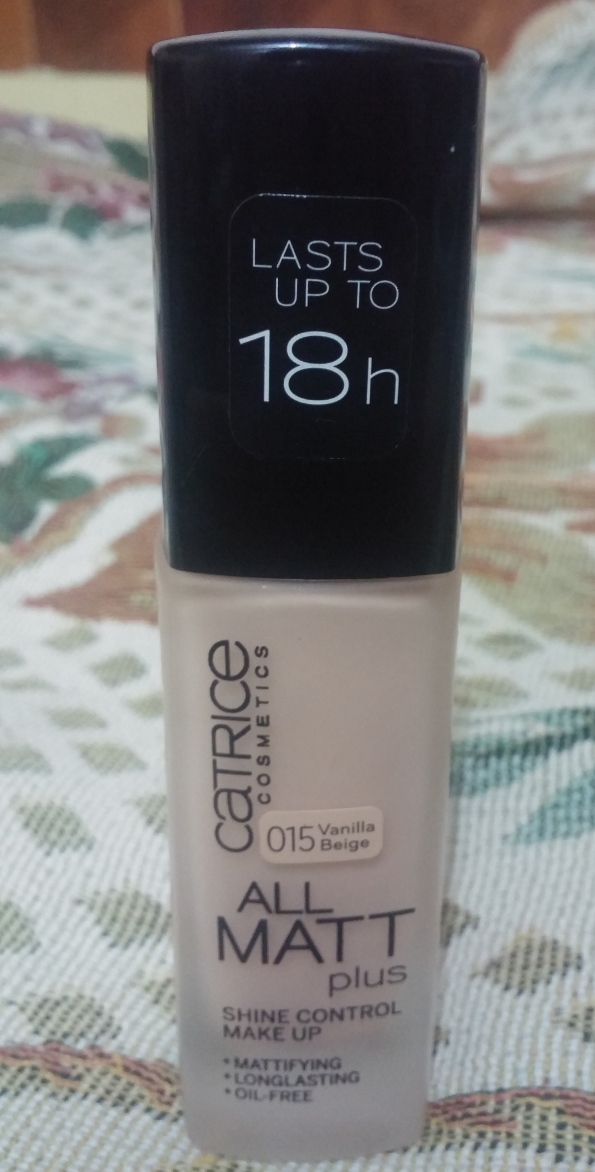 LASTS
UP TO
18h
CATRICE
COSMETICS
015 Vanilla
Beige
ALL
MATT
plus
SHINE CONTROL
MAKE UP
*MATTIFYING
*LONGLASTING
*OIL-FREE